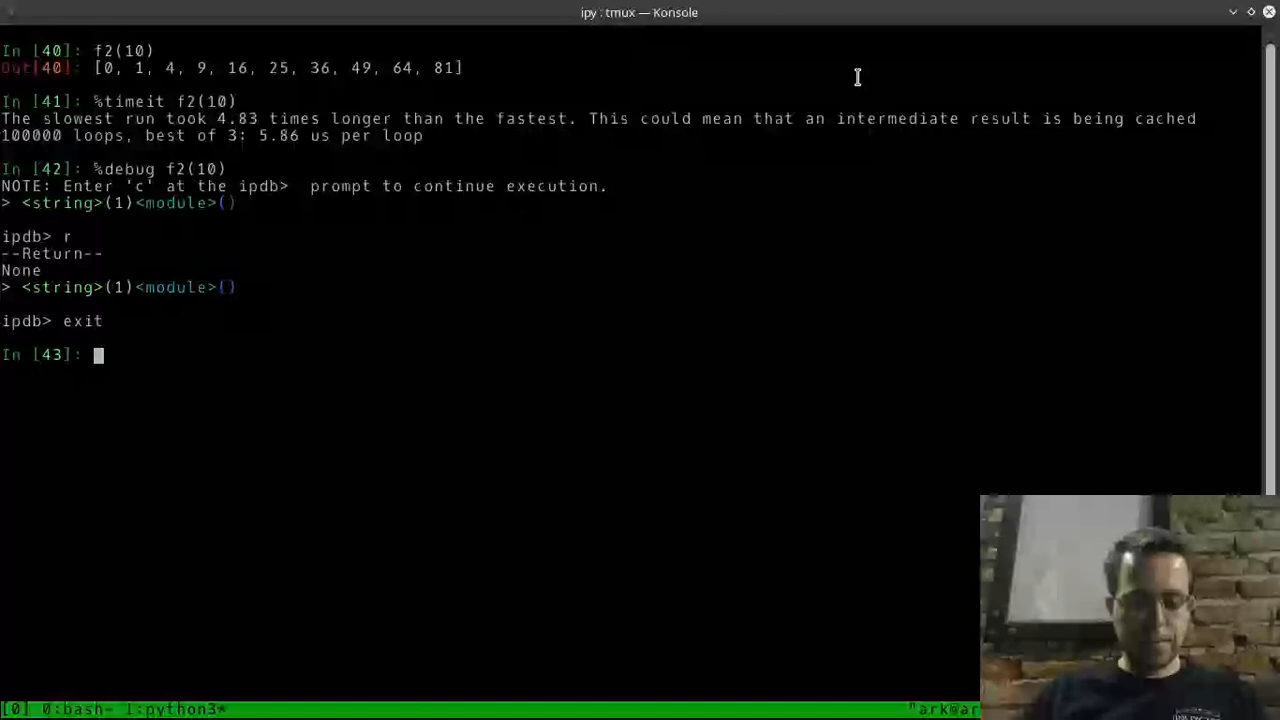 ipy : tmux — Konsole
In [40]: f2(10)
Out[40]: [0, 1, 4, 9, 16, 25, 36, 49, 64, 81]
In [41]: %timeit f2(10)
The slowest run took 4.83 times longer than the fastest. This could mean that an intermediate result is being cached
100000 loops, best of 3: 5.86 us per loop
In [42]: %debug f2(10)
NOTE: Enter 'c' at the ipdb>  prompt to continue execution.
> <string>(1)<module>()
ipdb> r
--Return--
None
> <string>(1)<module>()
ipdb> exit
In [43]:
[0] 0:bash- 1:python3* "ark@ar